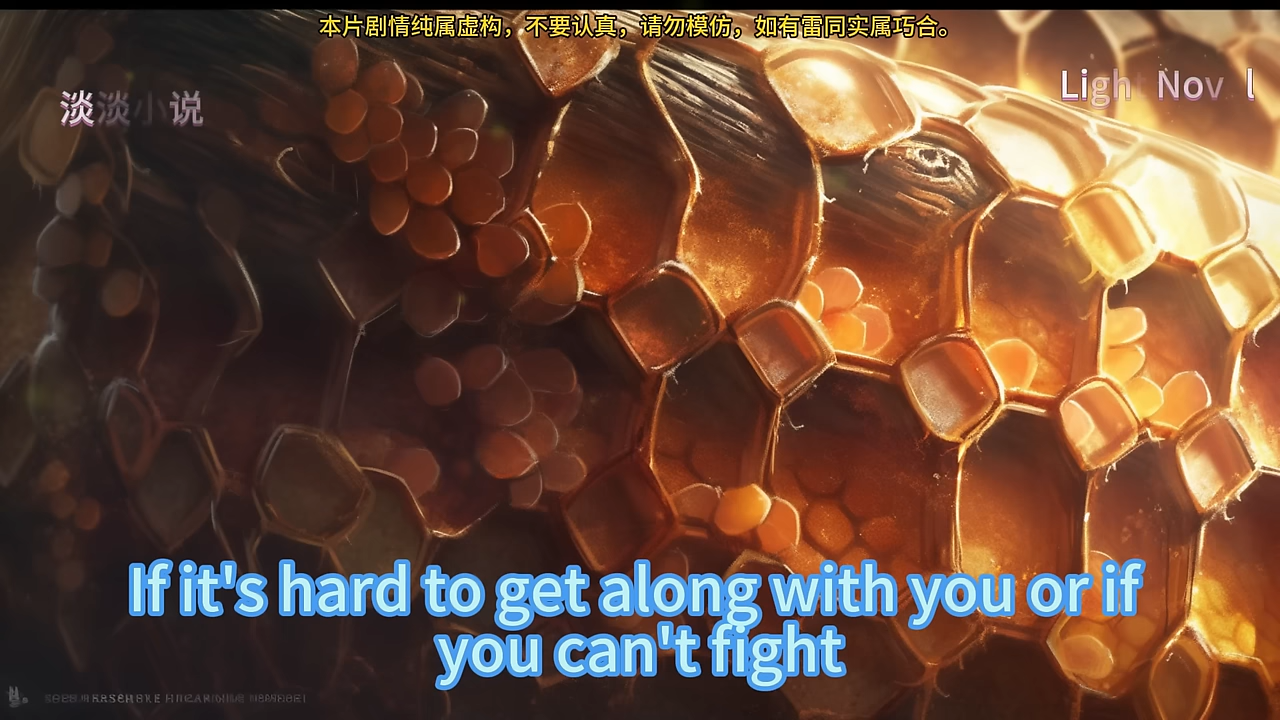 本片剧情纯属虚构，不要认真，请勿模仿，如有雷同实属巧合。
淡淡小说
Light Nov l
If it's hard to get along with you or if
you can't fight